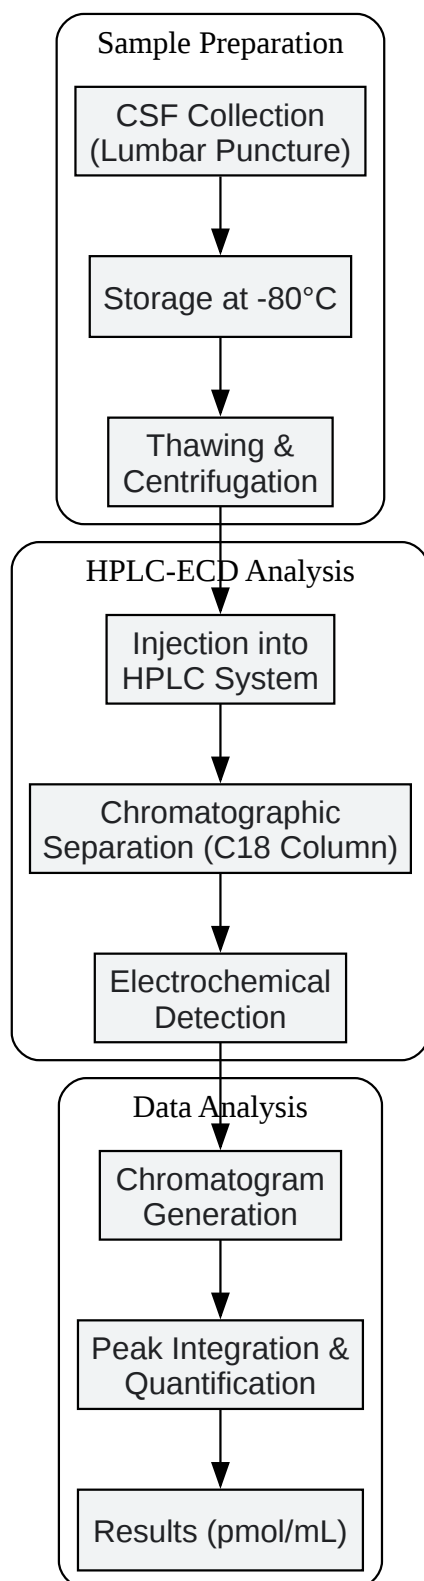 Sample Preparation
CSF Collection
(Lumbar Puncture)
Storage at -80°C
Thawing &
Centrifugation
HPLC-ECD Analysis
Injection into
HPLC System
Chromatographic
Separation (C18 Column)
Electrochemical
Detection
Data Analysis
Chromatogram
Generation
Peak Integration &
Quantification
Results (pmol/mL)